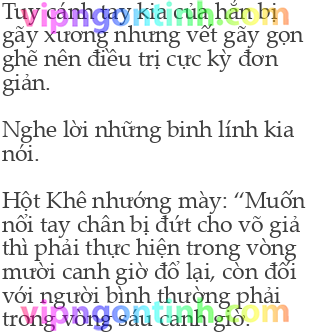 Tuy cánh tay kia của hắn bị
vipngontinh.com
gãy xương nhưng vết gãy gọn
ghẽ nên điều trị cực kỳ đơn
giản.
Nghe lời những binh lính kia
nói.
Hột Khê nhướng mày: “Muốn
nổi tay chân bị đứt cho võ giả
thì phải thực hiện trong vòng
mười canh giờ đổ lại, còn đối
với người bình thường phải
trong vòng sáu canh giờ.
vipngontinh.com